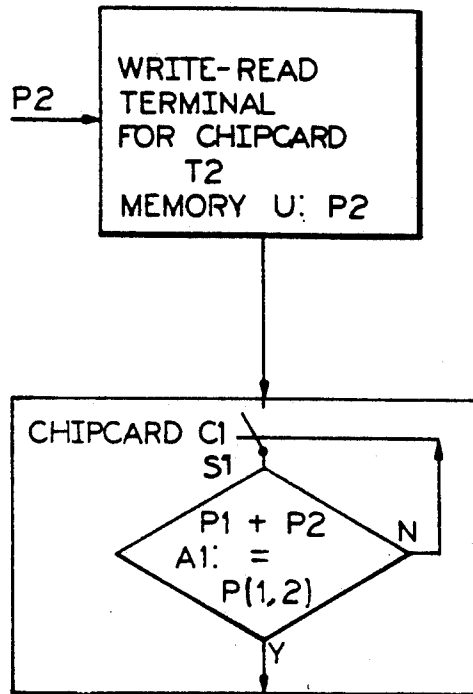 WRITE-READ
P2
TERMINAL
FOR CHIPCARD
T2
MEMORY U: P2
CHIPCARD C1
S1
P1 + P2
N
A1: =
P(1,2)
Y